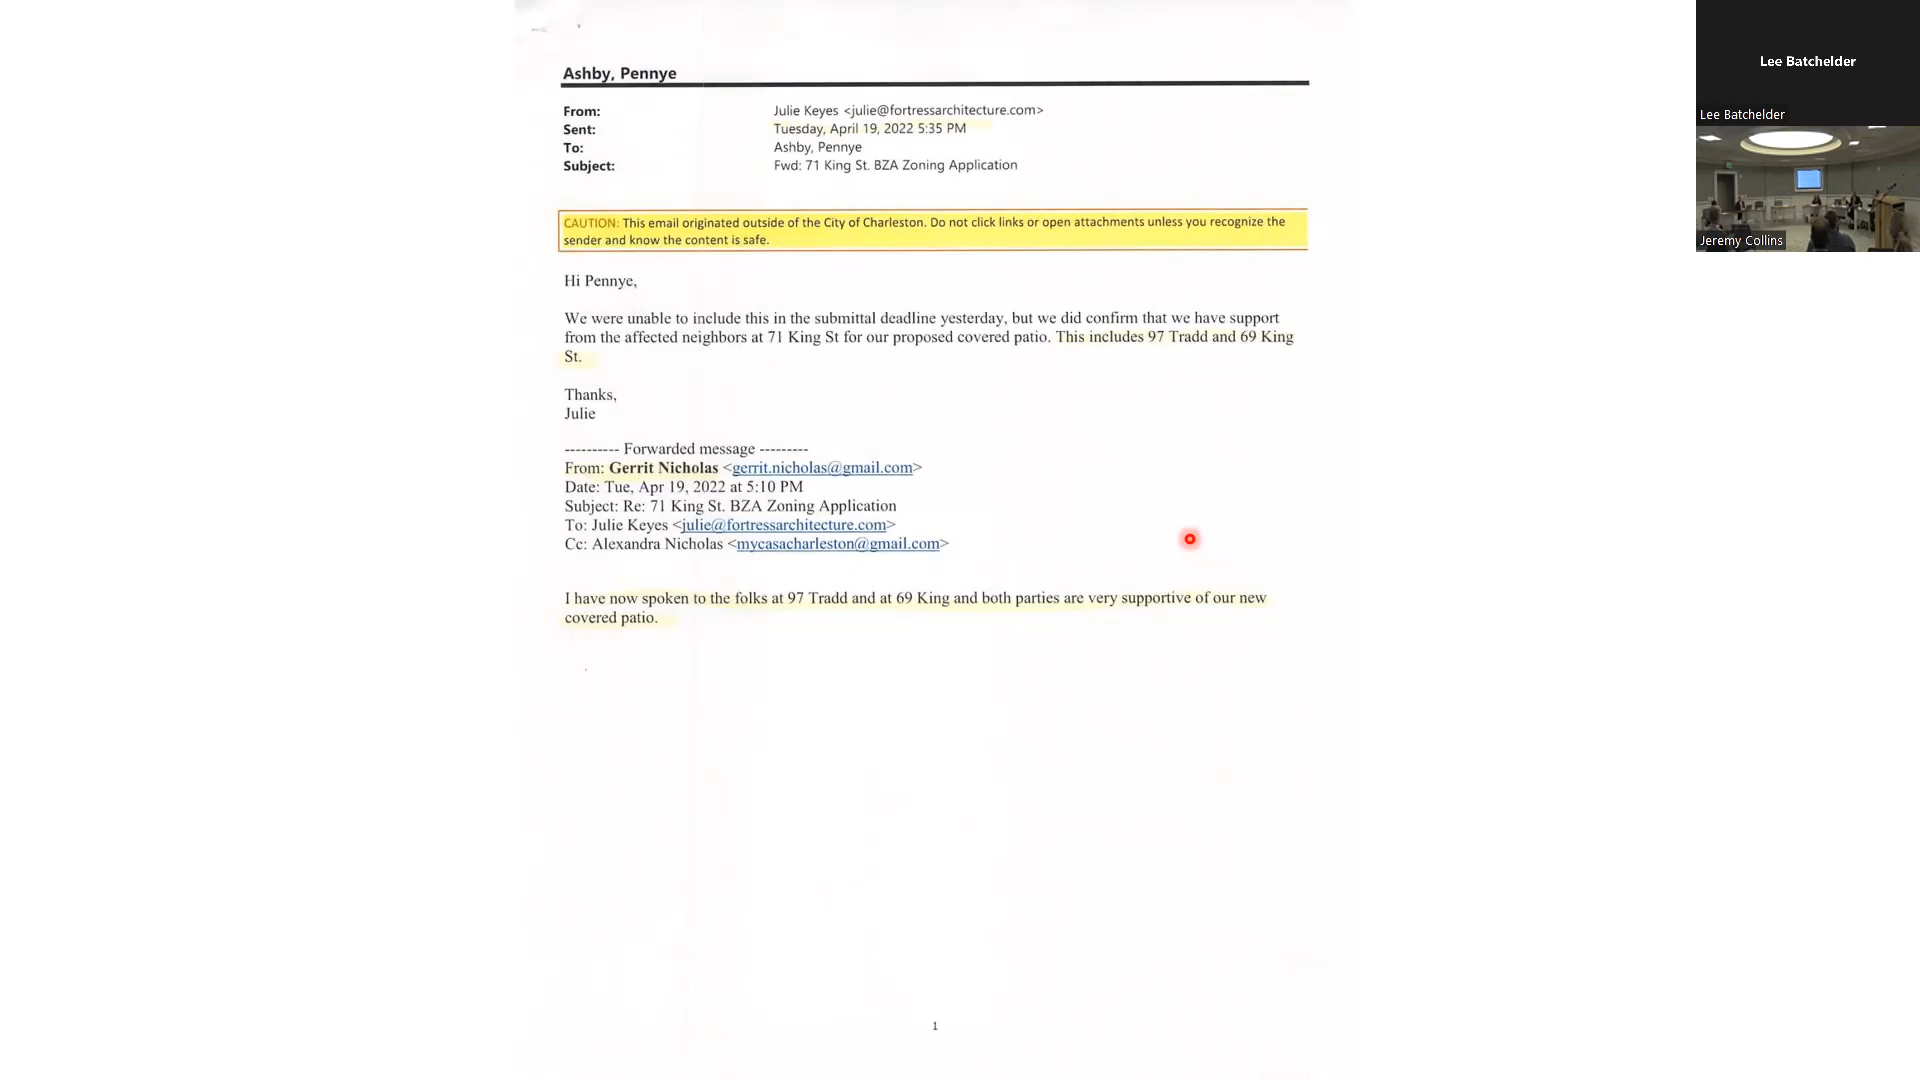 Ashby, Pennye
From: Julie Keyes <julie@fortressarchitecture.com>
Sent: Tuesday, April 19, 2022 5:35 PM
To: Ashby, Pennye
Subject: Fwd: 71 King St. BZA Zoning Application
CAUTION: This email originated outside of the City of Charleston. Do not click links or open attachments unless you recognize the
sender and know the content is safe.
Hi Pennye,
We were unable to include this in the submittal deadline yesterday, but we did confirm that we have support
from the affected neighbors at 71 King St for our proposed covered patio. This includes 97 Tradd and 69 King
St.
Thanks,
Julie
---------- Forwarded message ---------
From: Gerrit Nicholas <gerrit.nicholas@gmail.com>
Date: Tue, Apr 19, 2022 at 5:10 PM
Subject: Re: 71 King St. BZA Zoning Application
To: Julie Keyes <julie@fortressarchitecture.com>
Cc: Alexandra Nicholas <mycasacharleston@gmail.com>
I have now spoken to the folks at 97 Tradd and at 69 King and both parties are very supportive of our new
covered patio.
1
Lee Batchelder
Lee Batchelder
Jeremy Collins